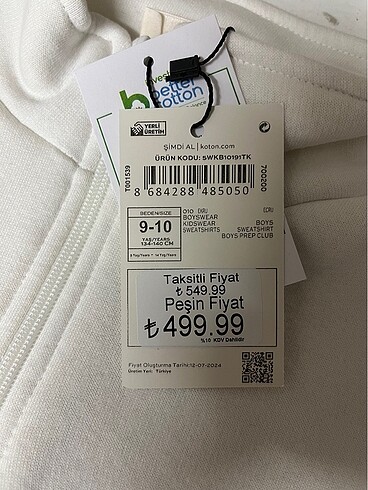 better
cotton
YERLİ
ÜRETİM
ŞİMDİ AL | koton.com
ÜRÜN KODU: 5WKB10191TK
T001539
8 684288 485050
700200
BEDEN/SIZE
9-10
YAŞ/YEARS
134-140 CM
010
BOYSWEAR
KIDSWEAR
SWEATSHIRTS
BOYS
SWEATSHIRT
BOYS PREP CLUB
Taksitli Fiyat
₺ 549.99
Peşin Fiyat
₺499.99
%10 KDV Dahildir
Fiyat Oluşturma Tarihi:12-07-2024
Üretim Yeri: Türkiye